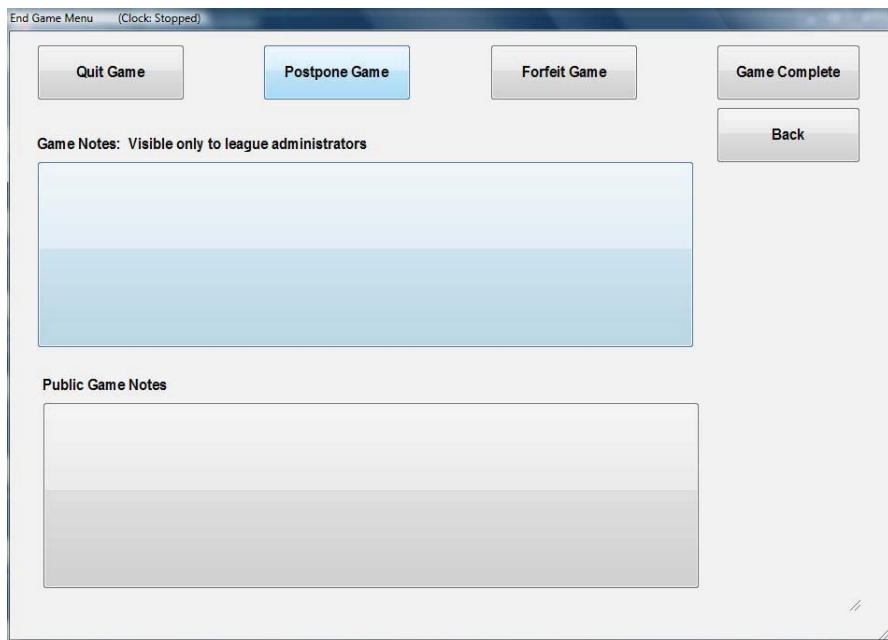 End Game Menu (Clock: Stopped)
Quit Game
Postpone Game
Forfeit Game
Game Complete
Back
Game Notes: Visible only to league administrators
Public Game Notes